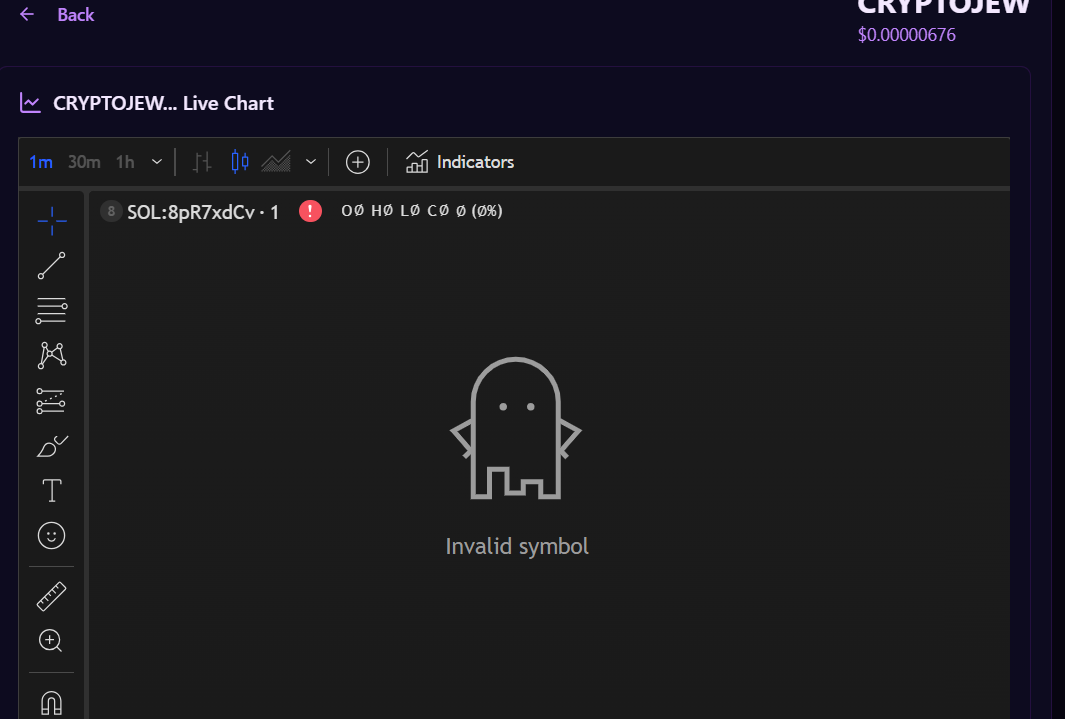 Back
CRYPTOJEW
$0.00000676
CRYPTOJEW... Live Chart
1m 30m 1h Indicators
8 SOL:8pR7xdCv · 1 ! O∅ H∅ L∅ C∅ ∅ (∅%)
T
Invalid symbol